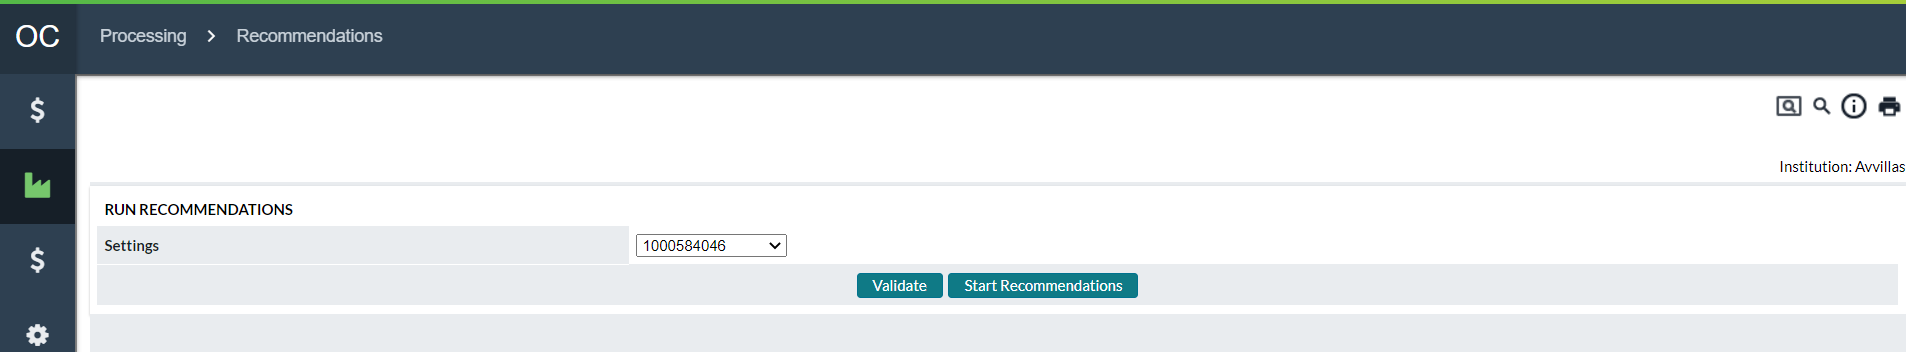 OC
Processing > Recommendations
Institution: Avvillas
RUN RECOMMENDATIONS
Settings 1000584046
Validate Start Recommendations